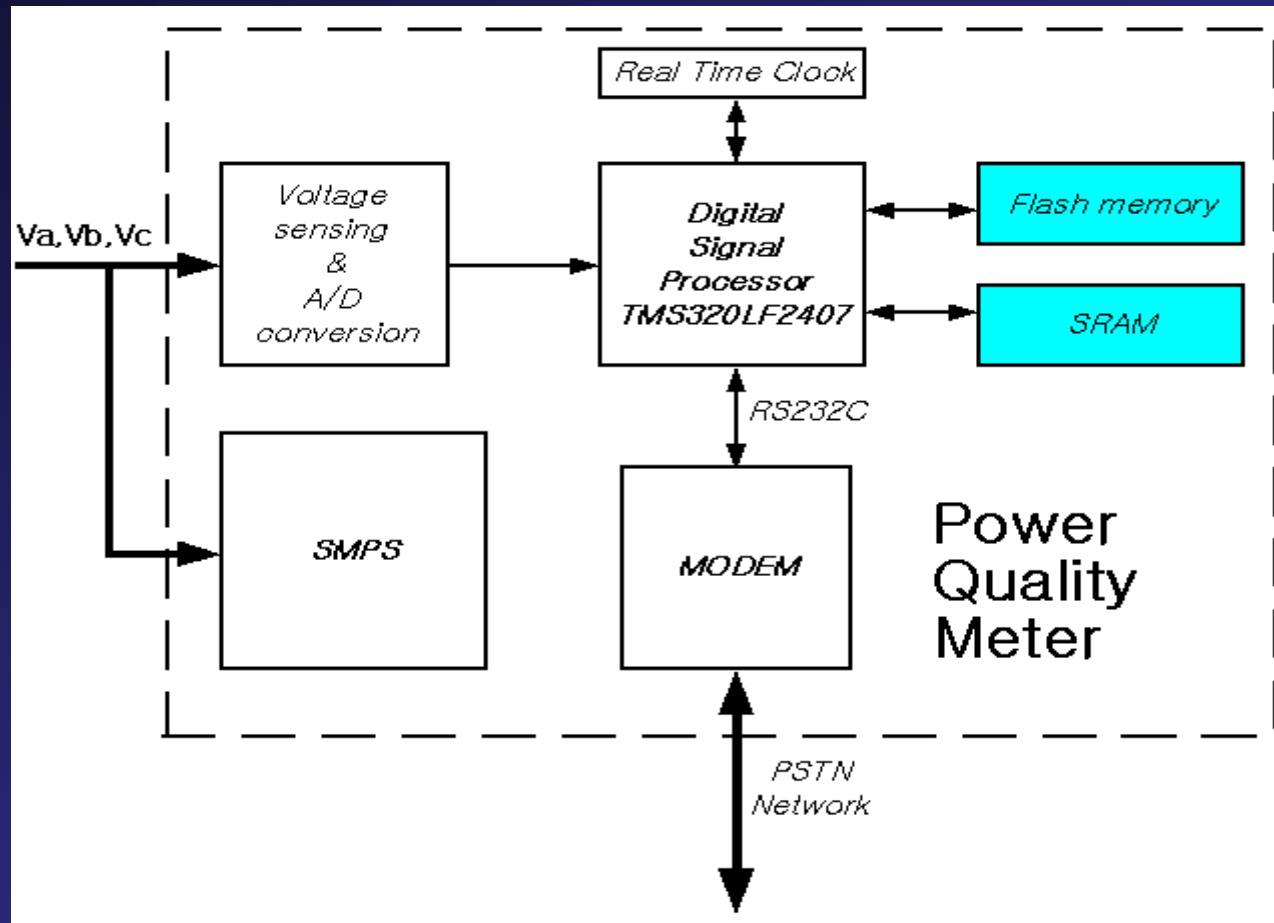 Real Time Clock
Va,Vb,Vc
Voltage
sensing
&
A/D
conversion
Digital
Signal
Processor
TMS320LF2407
Flash memory
SRAM
RS232C
SMPS
MODEM
Power
Quality
Meter
PSTN
Network